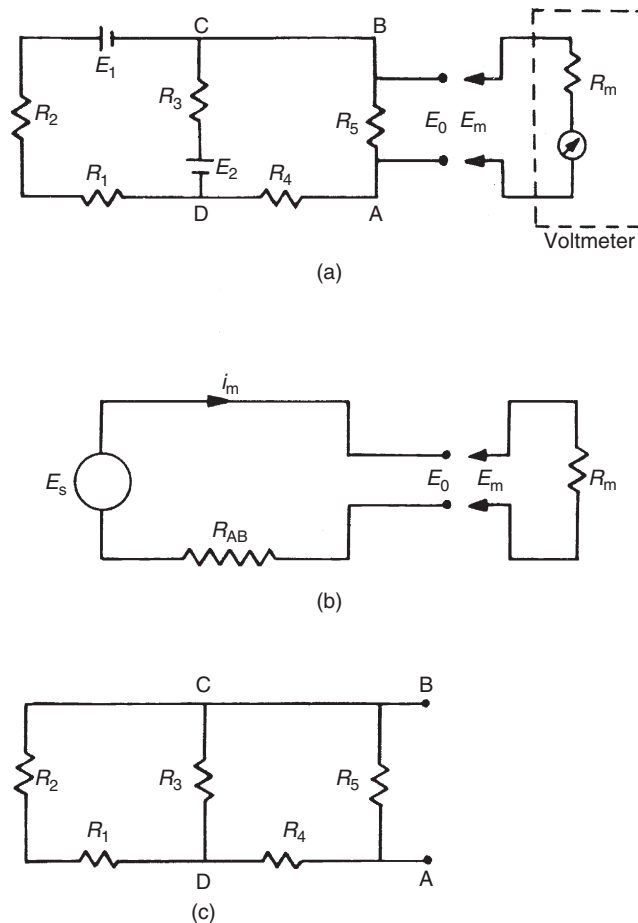 C B
E1
R2 R3 R5 E0 Em Rm
E2
R1 R4
D A
Voltmeter
(a)
im
Es E0 Em Rm
RAB
(b)
C B
R2 R3 R5
R1 R4
D A
(c)